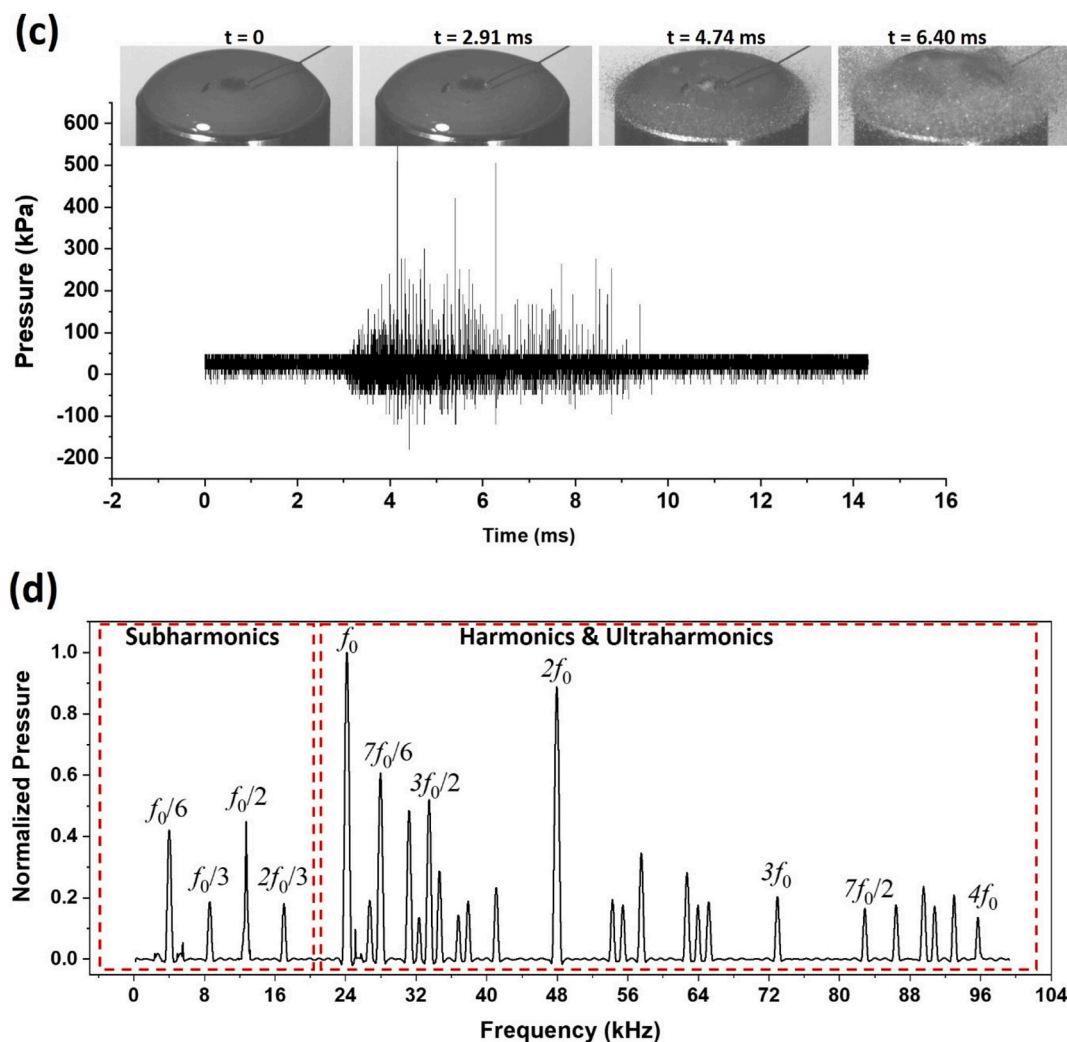 (c)
t = 0 t = 2.91 ms t = 4.74 ms t = 6.40 ms
600
500
400
300
200
100
0
-100
-200
Pressure (kPa)
-2 0 2 4 6 8 10 12 14 16
Time (ms)
(d)
Subharmonics Harmonics & Ultraharmonics
1.0
0.8
0.6
0.4
0.2
0.0
Normalized Pressure
f₀/6
f₀/3
f₀/2
2f₀/3
f₀
7f₀/6
3f₀/2
2f₀
3f₀
7f₀/2
4f₀
0 8 16 24 32 40 48 56 64 72 80 88 96 104
Frequency (kHz)